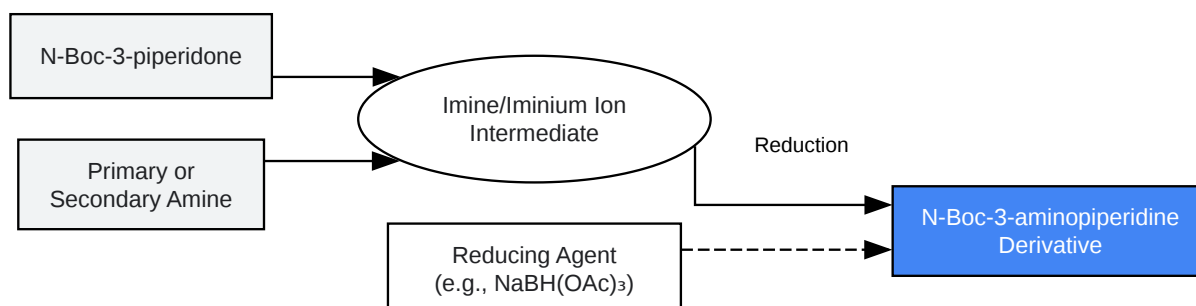 N-Boc-3-piperidone
Primary or
Secondary Amine
Imine/Iminium Ion
Intermediate
Reduction
Reducing Agent
(e.g., NaBH(OAc)₃)
N-Boc-3-aminopiperidine
Derivative